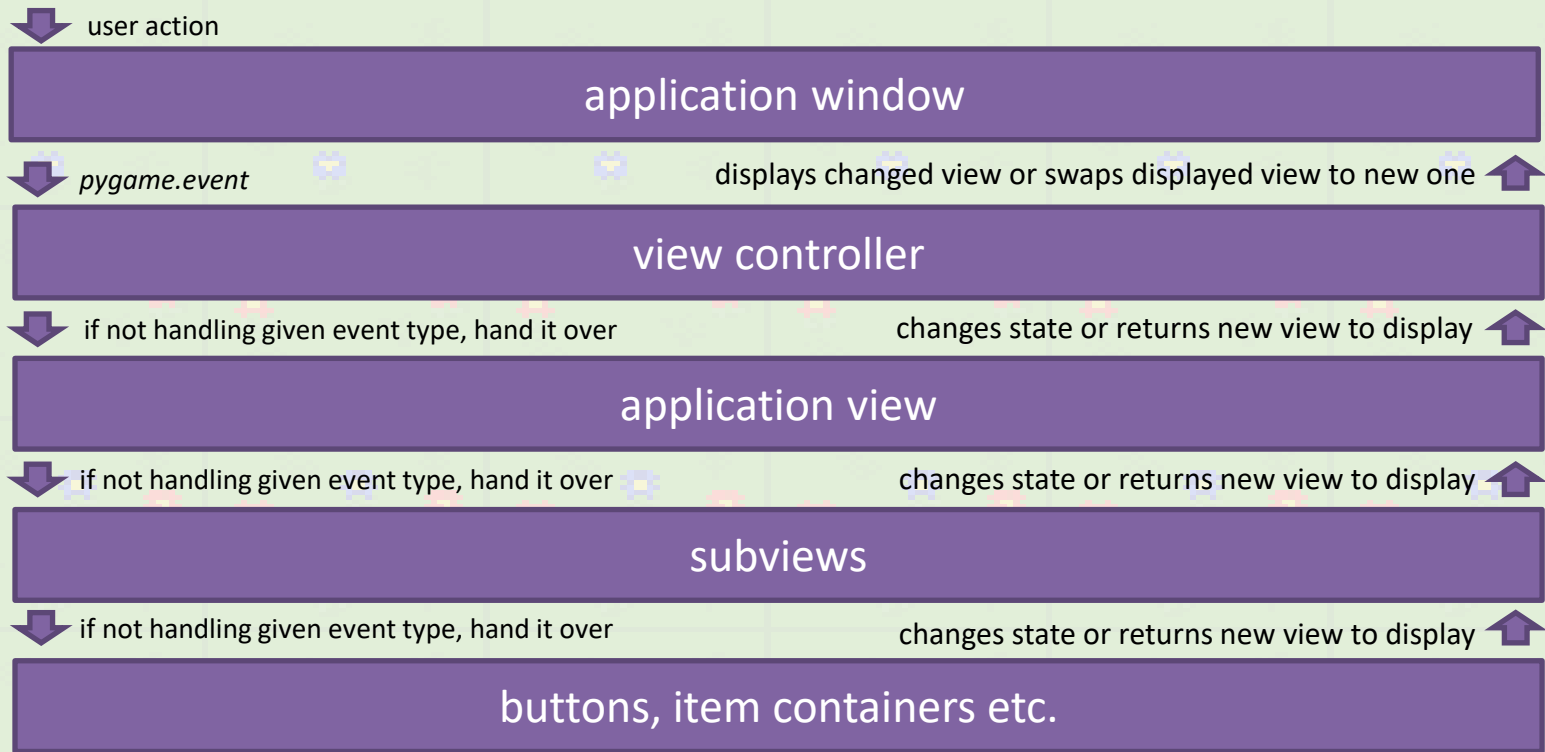 user action
application window
pygame.event
displays changed view or swaps displayed view to new one
view controller
if not handling given event type, hand it over
changes state or returns new view to display
application view
if not handling given event type, hand it over
changes state or returns new view to display
subviews
if not handling given event type, hand it over
changes state or returns new view to display
buttons, item containers etc.